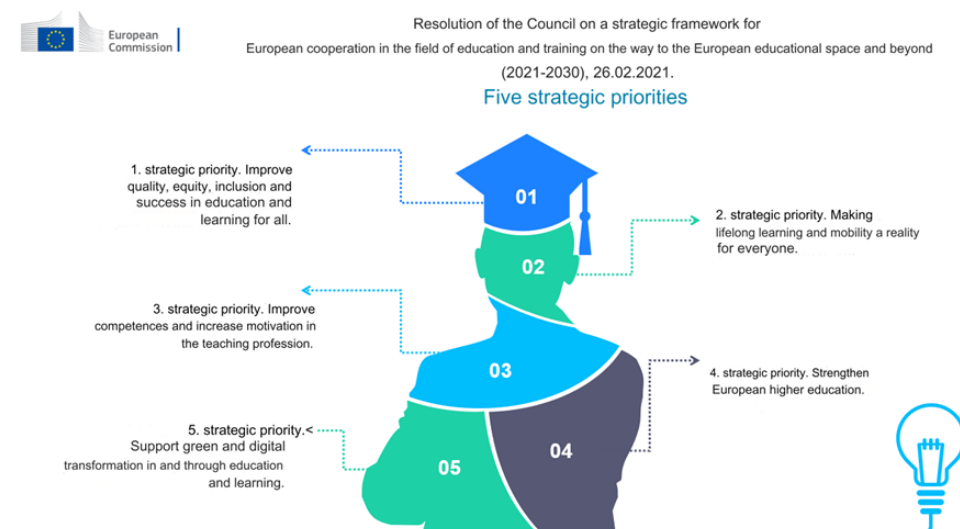 European
Commission
Resolution of the Council on a strategic framework for
European cooperation in the field of education and training on the way to the European educational space and beyond
(2021-2030), 26.02.2021.
Five strategic priorities
1. strategic priority. Improve
quality, equity, inclusion and
success in education and
learning for all.
01
2. strategic priority. Making
lifelong learning and mobility a reality
for everyone.
02
3. strategic priority. Improve
competences and increase motivation in
the teaching profession.
03
4. strategic priority. Strengthen
European higher education.
04
5. strategic priority.<
Support green and digital
transformation in and through education
and learning.
05